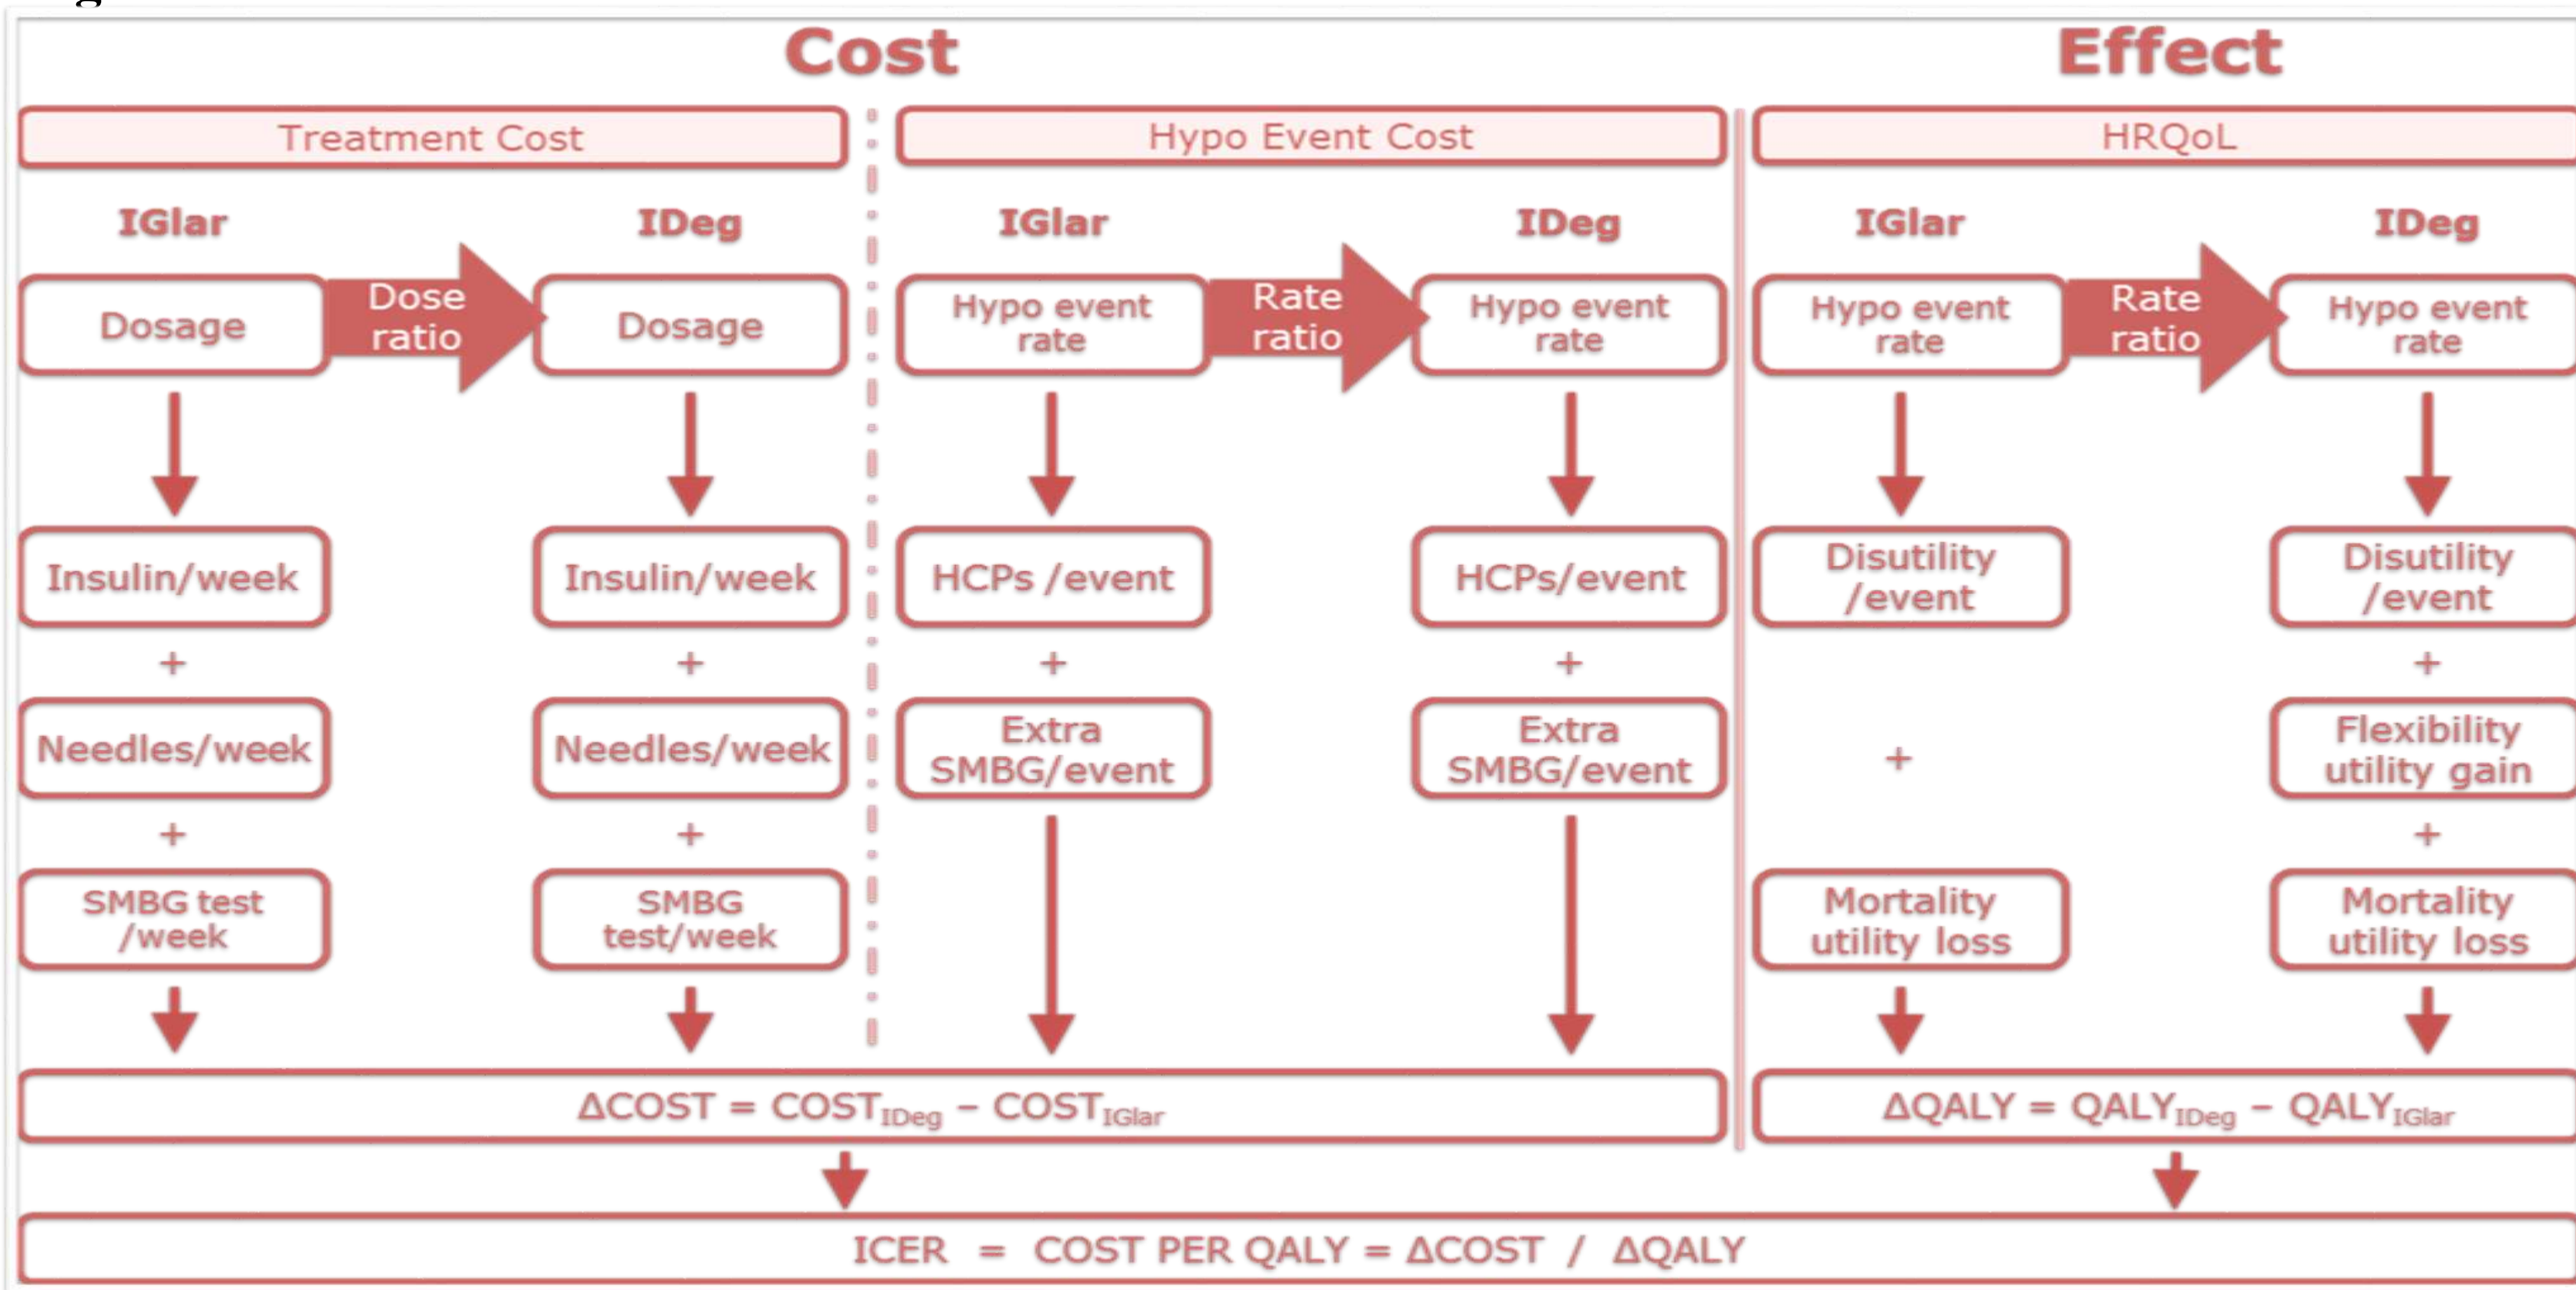 Cost
Effect
Treatment Cost
Hypo Event Cost
HRQoL
IGlar
IDeg
IGlar
IDeg
IGlar
IDeg
Dosage
Dose
ratio
Dosage
Hypo event
rate
Rate
ratio
Hypo event
rate
Hypo event
rate
Rate
ratio
Hypo event
rate
Insulin/week
Insulin/week
HCPs /event
HCPs/event
Disutility
/event
Disutility
/event
+
+
+
+
+
Needles/week
Needles/week
Extra
SMBG/event
Extra
SMBG/event
+
Flexibility
utility gain
+
+
+
SMBG test
/week
SMBG
test/week
Mortality
utility loss
Mortality
utility loss
ΔCOST = COST_IDeg – COST_IGlar
ΔQALY = QALY_IDeg – QALY_IGlar
ICER = COST PER QALY = ΔCOST / ΔQALY